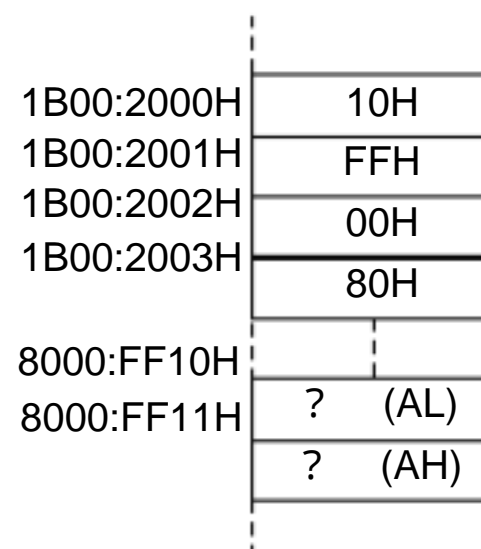 1B00:2000H 10H
1B00:2001H FFH
1B00:2002H 00H
1B00:2003H 80H
8000:FF10H ? (AL)
8000:FF11H ? (AH)